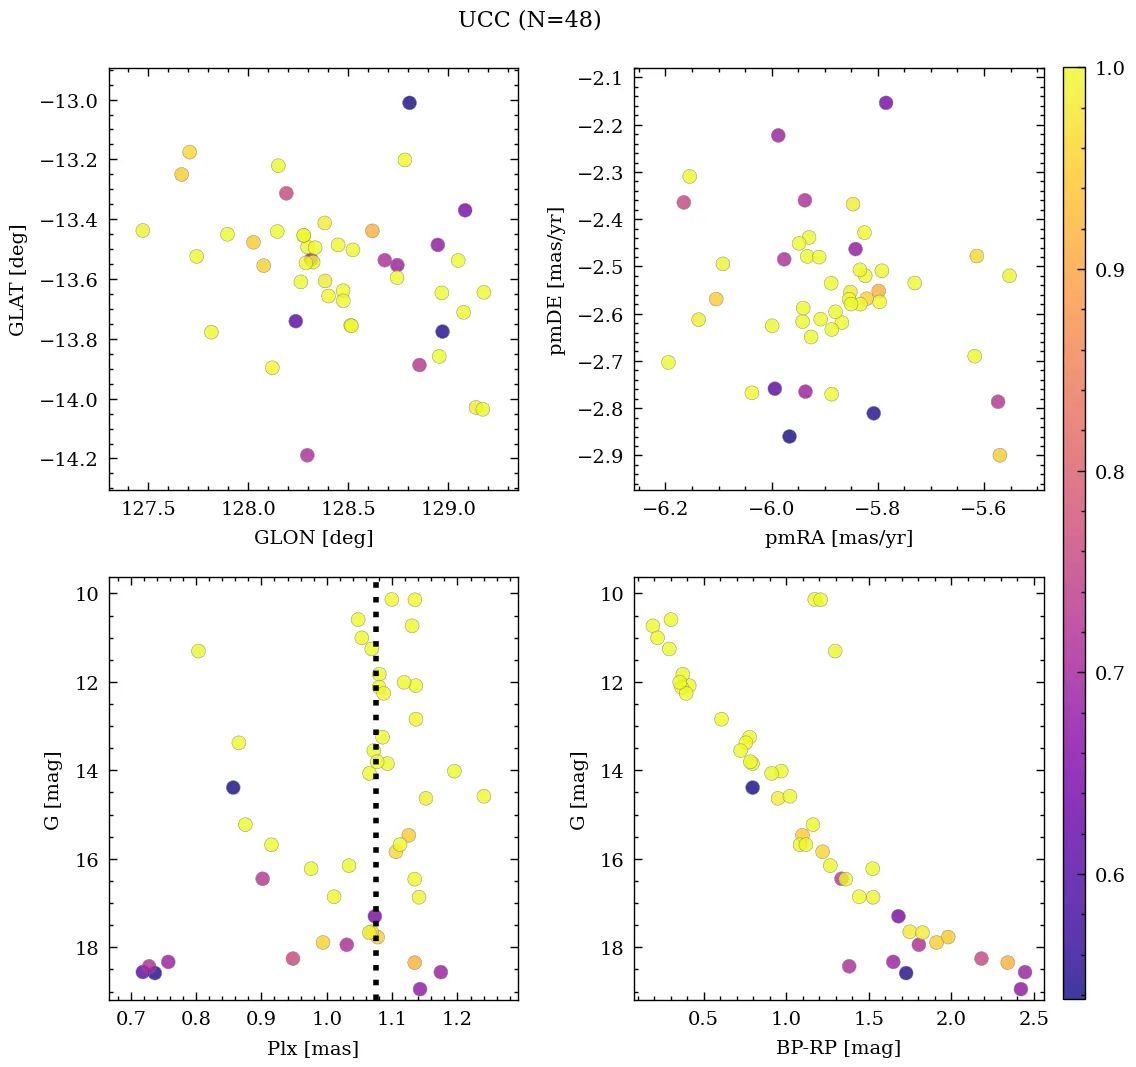 UCC (N=48)
−13.0
−13.2
−13.4
−13.6
−13.8
−14.0
−14.2
GLAT [deg]
127.5 128.0 128.5 129.0
GLON [deg]
−2.1
−2.2
−2.3
−2.4
−2.5
−2.6
−2.7
−2.8
−2.9
pmDE [mas/yr]
−6.2 −6.0 −5.8 −5.6
pmRA [mas/yr]
10
12
14
16
18
G [mag]
0.7 0.8 0.9 1.0 1.1 1.2
Plx [mas]
10
12
14
16
18
G [mag]
0.5 1.0 1.5 2.0 2.5
BP-RP [mag]
1.0
0.9
0.8
0.7
0.6